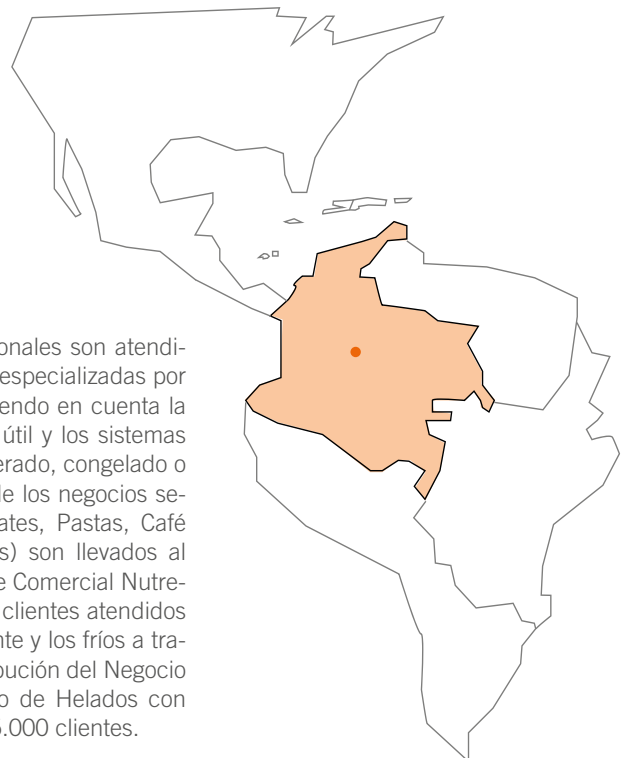 onales son atendi-
especializadas por
endo en cuenta la
útil y los sistemas
erado, congelado o
de los negocios se-
ates, Pastas, Café
s) son llevados al
e Comercial Nutre-
clientes atendidos
nte y los fríos a tra-
bución del Negocio
o de Helados con
.000 clientes.